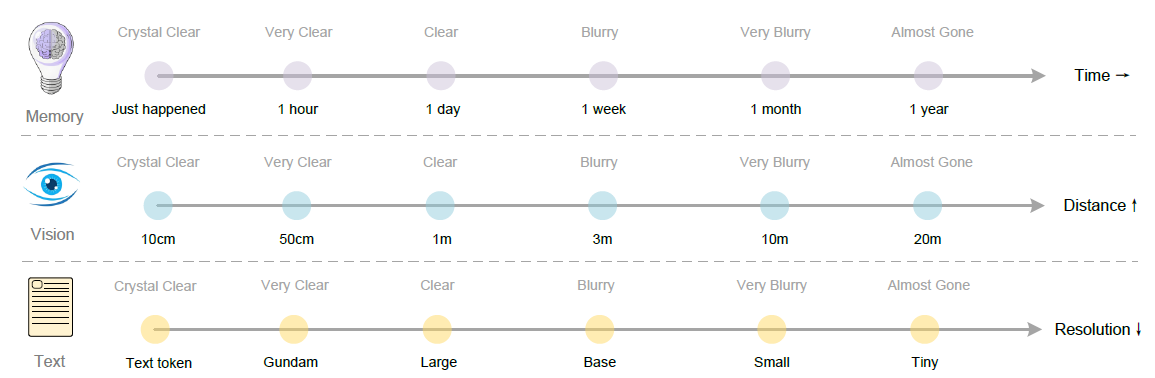 Crystal Clear Very Clear Clear Blurry Very Blurry Almost Gone
Time →
Just happened 1 hour 1 day 1 week 1 month 1 year
Memory
Crystal Clear Very Clear Clear Blurry Very Blurry Almost Gone
Distance ↑
Vision
10cm 50cm 1m 3m 10m 20m
Crystal Clear Very Clear Clear Blurry Very Blurry Almost Gone
Resolution ↓
Text
Text token Gundam Large Base Small Tiny